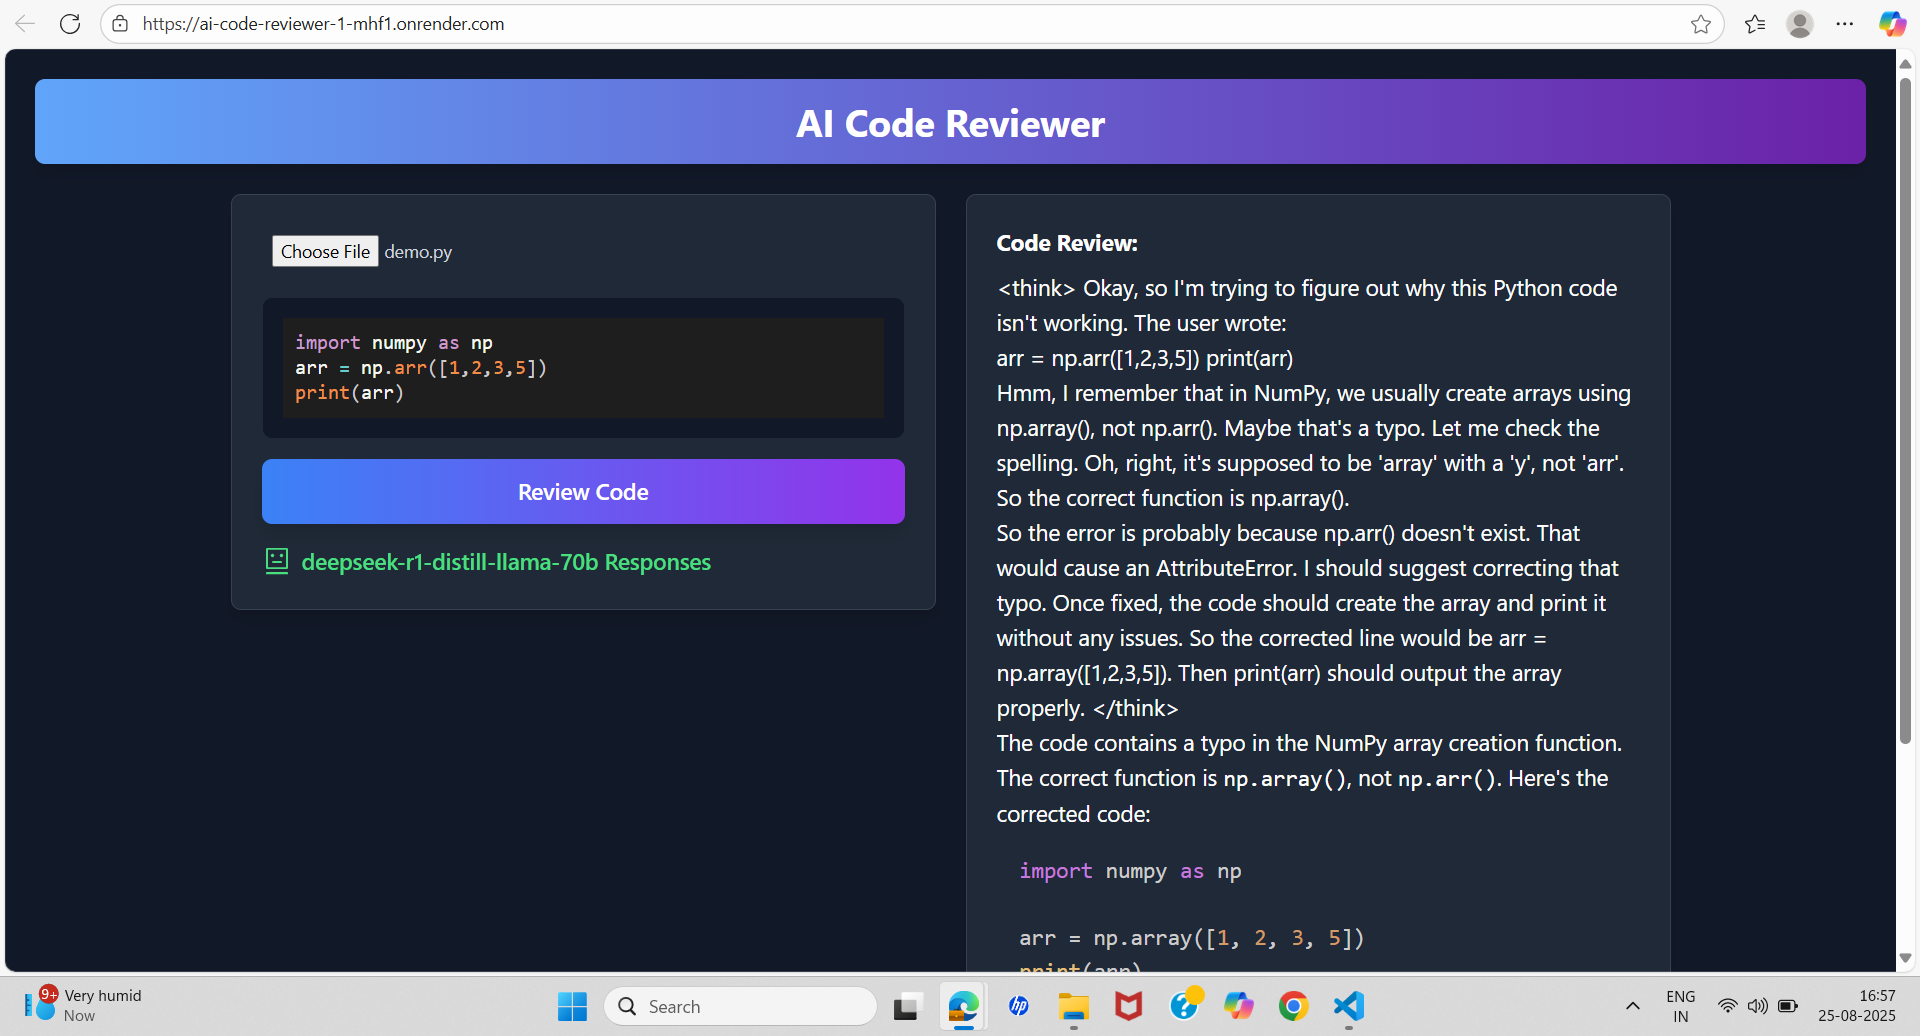 https://ai-code-reviewer-1-mhf1.onrender.com
AI Code Reviewer
Choose File demo.py
import numpy as np
arr = np.arr([1,2,3,5])
print(arr)
Review Code
deepseek-r1-distill-llama-70b Responses
Code Review:
<think> Okay, so I'm trying to figure out why this Python code
isn't working. The user wrote:
arr = np.arr([1,2,3,5]) print(arr)
Hmm, I remember that in NumPy, we usually create arrays using
np.array(), not np.arr(). Maybe that's a typo. Let me check the
spelling. Oh, right, it's supposed to be 'array' with a 'y', not 'arr'.
So the correct function is np.array().
So the error is probably because np.arr() doesn't exist. That
would cause an AttributeError. I should suggest correcting that
typo. Once fixed, the code should create the array and print it
without any issues. So the corrected line would be arr =
np.array([1,2,3,5]). Then print(arr) should output the array
properly. </think>
The code contains a typo in the NumPy array creation function.
The correct function is np.array(), not np.arr(). Here's the
corrected code:
import numpy as np
arr = np.array([1, 2, 3, 5])
print(arr)
9+
Very humid
Now
Search
hp
ENG
IN
16:57
25-08-2025